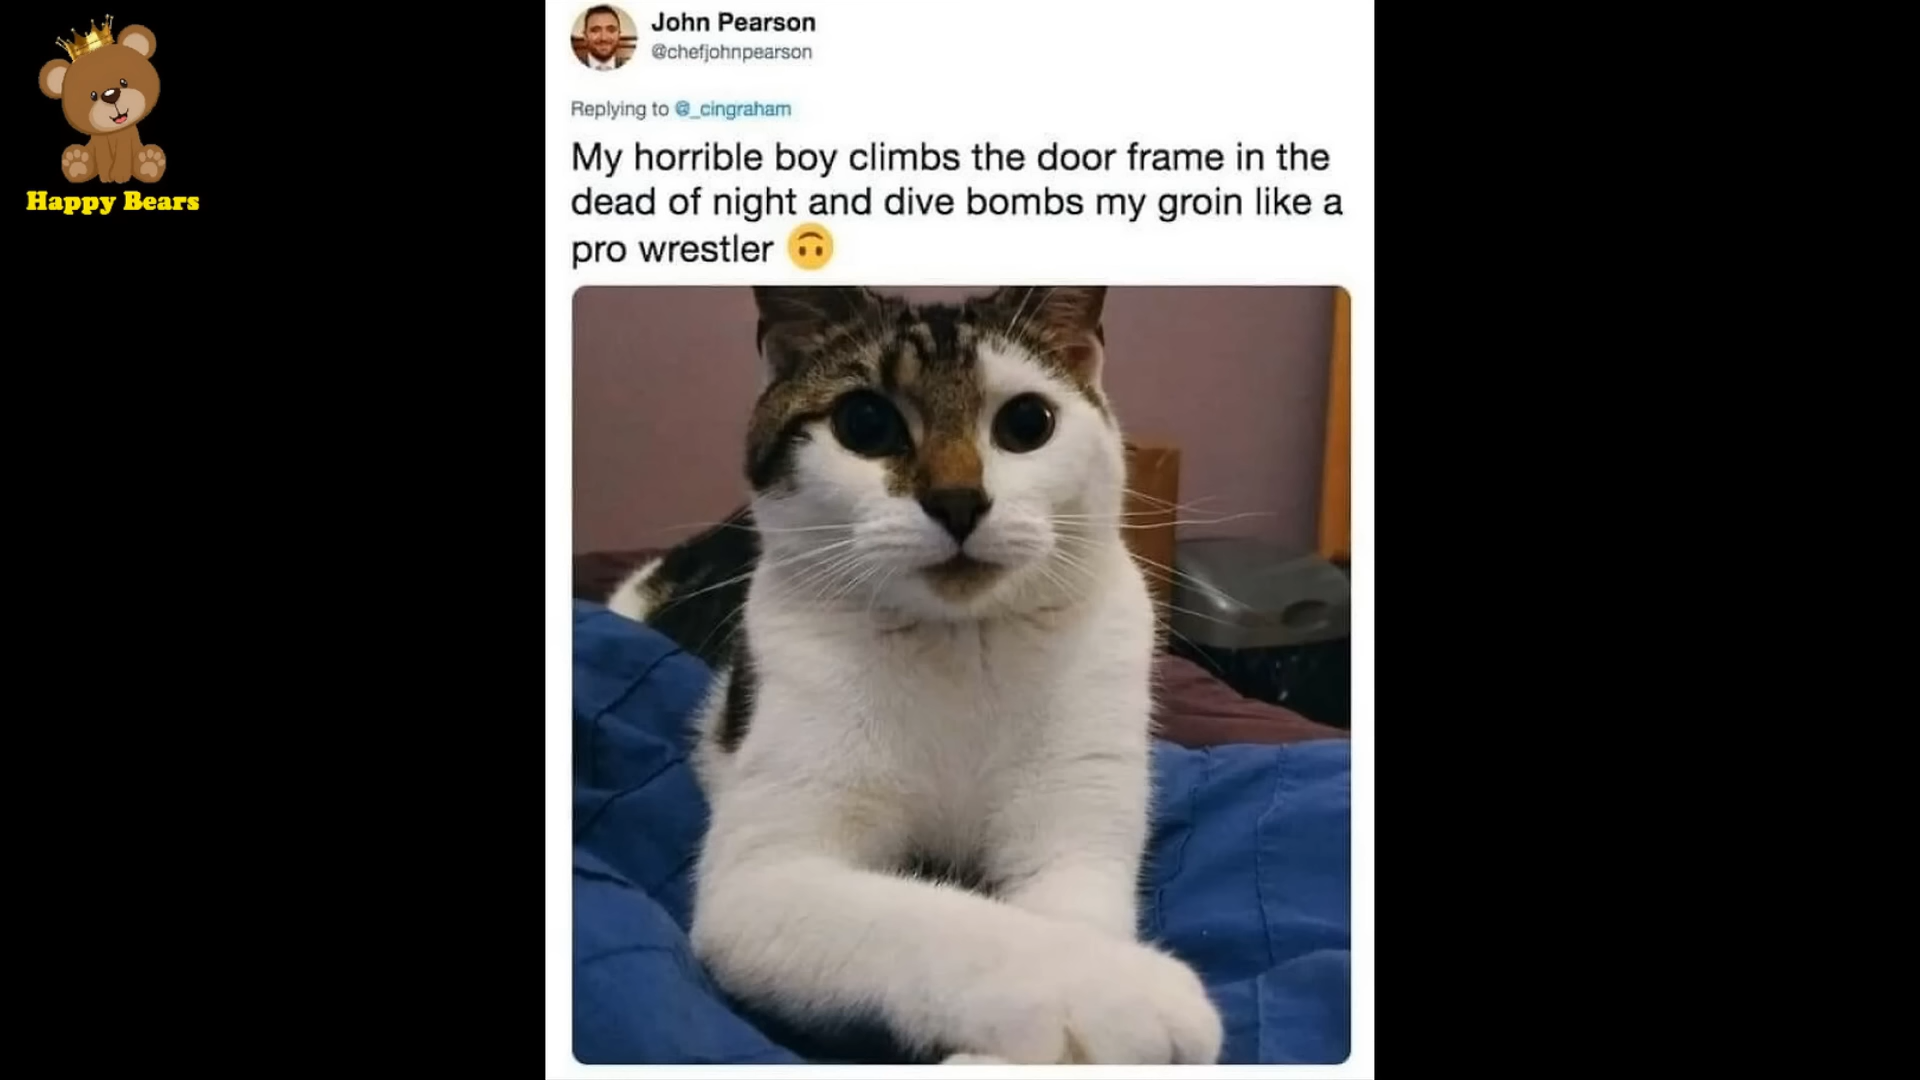 John Pearson
@chefjohnpearson
Replying to @_cingraham
My horrible boy climbs the door frame in the
dead of night and dive bombs my groin like a
pro wrestler 🙃
Happy Bears